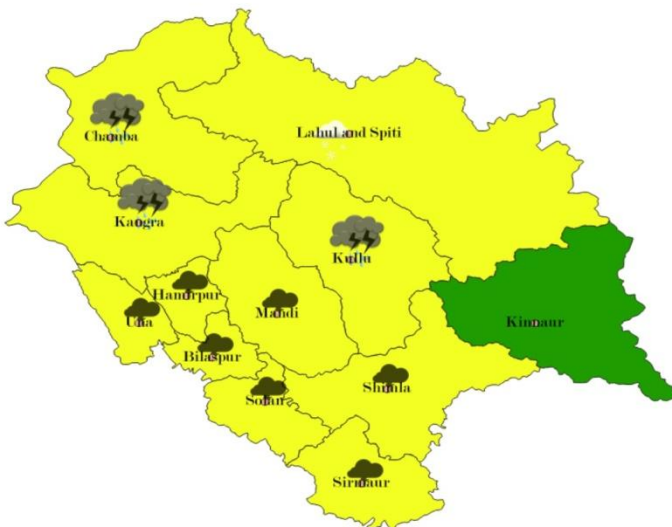 Chamba
Lahul and Spiti
Kangra
Kullu
Hamirpur
Una
Mandi
Kinnaur
Bilaspur
Shimla
Solan
Sirmaur